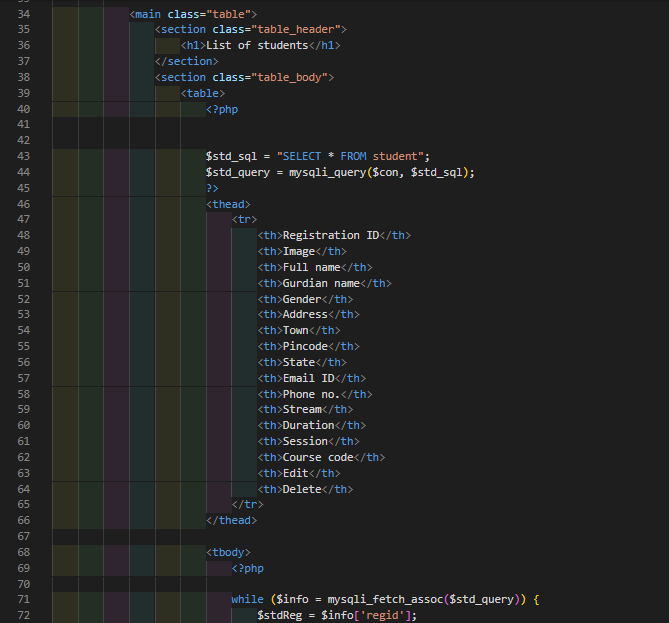 34 <main class="table">
35 <section class="table_header">
36 <h1>List of students</h1>
37 </section>
38 <section class="table_body">
39 <table>
40 <?php
41
42
43 $std_sql = "SELECT * FROM student";
44 $std_query = mysqli_query($con, $std_sql);
45 ?>
46 <thead>
47 <tr>
48 <th>Registration ID</th>
49 <th>Image</th>
50 <th>Full name</th>
51 <th>Gurdian name</th>
52 <th>Gender</th>
53 <th>Address</th>
54 <th>Town</th>
55 <th>Pincode</th>
56 <th>State</th>
57 <th>Email ID</th>
58 <th>Phone no.</th>
59 <th>Stream</th>
60 <th>Duration</th>
61 <th>Session</th>
62 <th>Course code</th>
63 <th>Edit</th>
64 <th>Delete</th>
65 </tr>
66 </thead>
67
68 <tbody>
69 <?php
70
71 while ($info = mysqli_fetch_assoc($std_query)) {
72 $stdReg = $info['regid'];